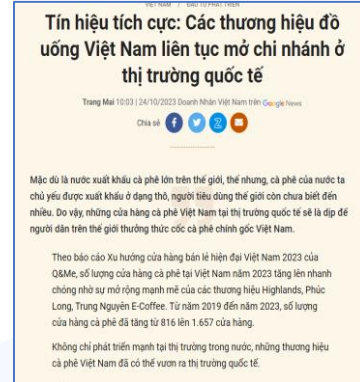 VIỆT NAM / ĐẦU TƯ PHÁT TRIỂN
Tín hiệu tích cực: Các thương hiệu đồ
uống Việt Nam liên tục mở chi nhánh ở
thị trường quốc tế
Trang Mai 10:03 | 24/10/2023 Doanh Nhân Việt Nam trên Google News
Chia sẻ
Mặc dù là nước xuất khẩu cà phê lớn trên thế giới, thế nhưng, cà phê của nước ta
chủ yếu được xuất khẩu ở dạng thô, người tiêu dùng thế giới còn chưa biết đến
nhiều. Do vậy, những cửa hàng cà phê Việt Nam tại thị trường quốc tế sẽ là dịp để
người dân trên thế giới thưởng thức cốc cà phê chính gốc Việt Nam.
Theo báo cáo Xu hướng cửa hàng bán lẻ hiện đại Việt Nam 2023 của
Q&Me, số lượng cửa hàng cà phê tại Việt Nam năm 2023 tăng lên nhanh
chóng nhờ sự mở rộng mạnh mẽ của các thương hiệu Highlands, Phúc
Long, Trung Nguyên E-Coffee. Từ năm 2019 đến năm 2023, số lượng
cửa hàng cà phê đã tăng từ 816 lên 1.657 cửa hàng.
Không chỉ phát triển mạnh tại thị trường trong nước, những thương hiệu
cà phê Việt Nam đã có thể vươn ra thị trường quốc tế.